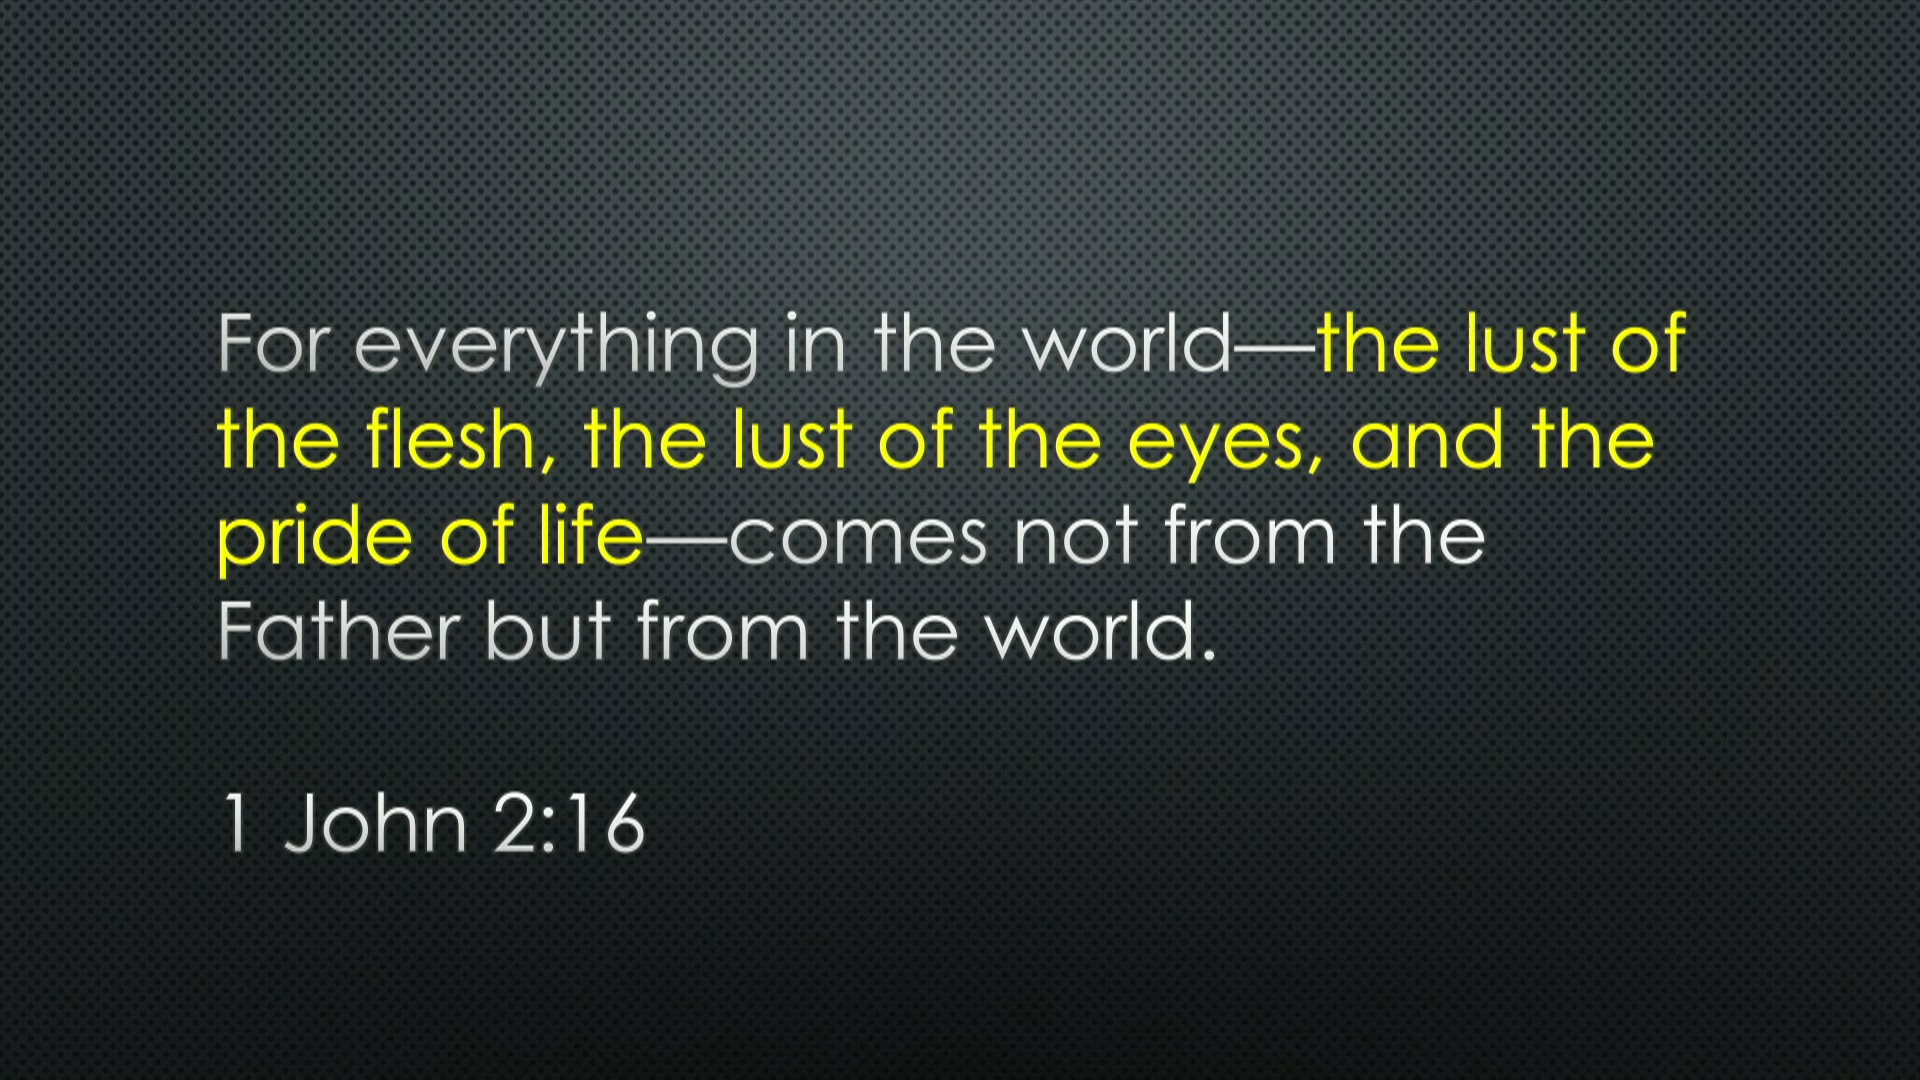 For everything in the world—the lust of
the flesh, the lust of the eyes, and the
pride of life—comes not from the
Father but from the world.
1 John 2:16